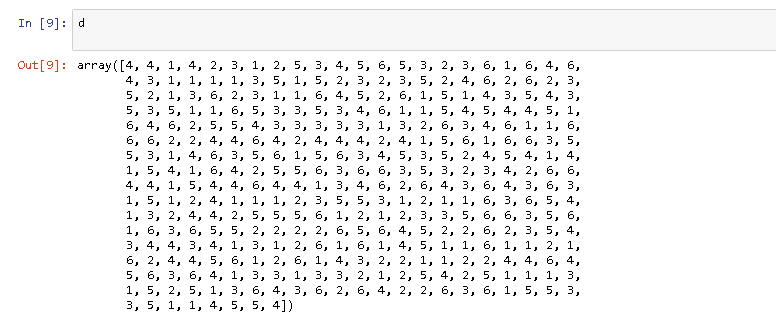 In [9]: d
Out[9]: array([4, 4, 1, 4, 2, 3, 1, 2, 5, 3, 4, 5, 6, 5, 3, 2, 3, 6, 1, 6, 4, 6,
4, 3, 1, 1, 1, 1, 3, 5, 1, 5, 2, 3, 2, 3, 5, 2, 4, 6, 2, 6, 2, 3,
5, 2, 1, 3, 6, 2, 3, 1, 1, 6, 4, 5, 2, 6, 1, 5, 1, 4, 3, 5, 4, 3,
5, 3, 5, 1, 1, 6, 5, 3, 3, 5, 3, 4, 6, 1, 1, 5, 4, 5, 4, 4, 5, 1,
6, 4, 6, 2, 5, 5, 4, 3, 3, 3, 3, 3, 1, 3, 2, 6, 3, 4, 6, 1, 1, 6,
6, 6, 2, 2, 4, 4, 6, 4, 2, 4, 4, 4, 2, 4, 1, 5, 6, 1, 6, 6, 3, 5,
5, 3, 1, 4, 6, 3, 5, 6, 1, 5, 6, 3, 4, 5, 3, 5, 2, 4, 5, 4, 1, 4,
1, 5, 4, 1, 6, 4, 2, 5, 5, 6, 3, 6, 6, 3, 5, 3, 2, 3, 4, 2, 6, 6,
4, 4, 1, 5, 4, 4, 6, 4, 4, 1, 3, 4, 6, 2, 6, 4, 3, 6, 4, 3, 6, 3,
1, 5, 1, 2, 4, 1, 1, 1, 2, 3, 5, 5, 3, 1, 2, 1, 1, 6, 3, 6, 5, 4,
1, 3, 2, 4, 4, 2, 5, 5, 5, 6, 1, 2, 1, 2, 3, 3, 5, 6, 6, 3, 5, 6,
1, 6, 3, 6, 5, 5, 2, 2, 2, 2, 6, 5, 6, 4, 5, 2, 2, 6, 2, 3, 5, 4,
3, 4, 4, 3, 4, 1, 3, 1, 2, 6, 1, 6, 1, 4, 5, 1, 1, 6, 1, 1, 2, 1,
6, 2, 4, 4, 5, 6, 1, 2, 6, 1, 4, 3, 2, 2, 1, 1, 2, 2, 4, 4, 6, 4,
5, 6, 3, 6, 4, 1, 3, 3, 1, 3, 3, 2, 1, 2, 5, 4, 2, 5, 1, 1, 1, 3,
1, 5, 2, 5, 1, 3, 6, 4, 3, 6, 2, 6, 4, 2, 2, 6, 3, 6, 1, 5, 5, 3,
3, 5, 1, 1, 4, 5, 5, 4])